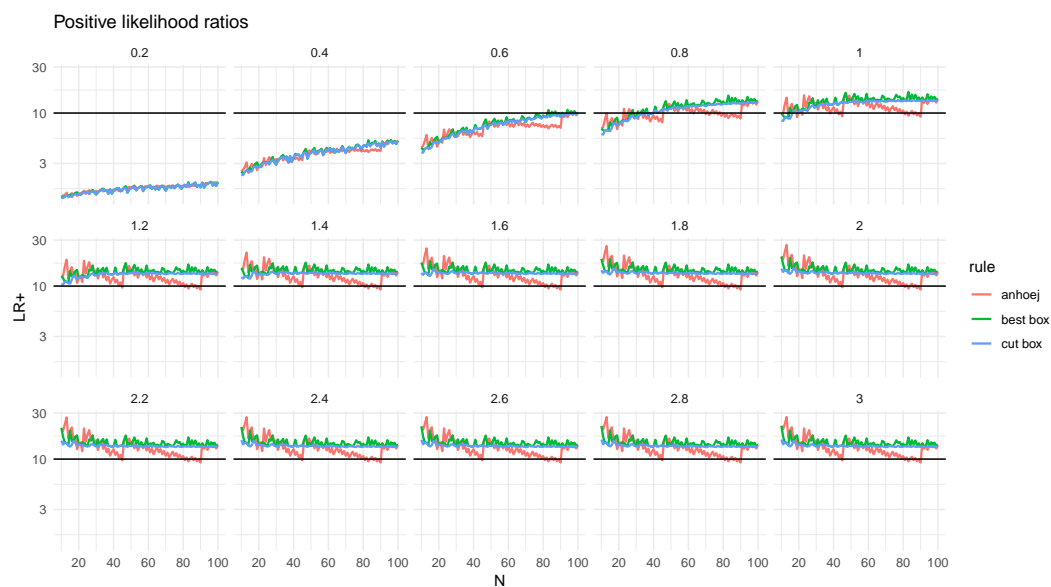 Positive likelihood ratios
0.2 0.4 0.6 0.8 1
30
10
3
1.2 1.4 1.6 1.8 2
30
10
3
2.2 2.4 2.6 2.8 3
30
10
3
20 40 60 80 100 20 40 60 80 100 20 40 60 80 100 20 40 60 80 100 20 40 60 80 100
N
LR+
rule
anhoej
best box
cut box